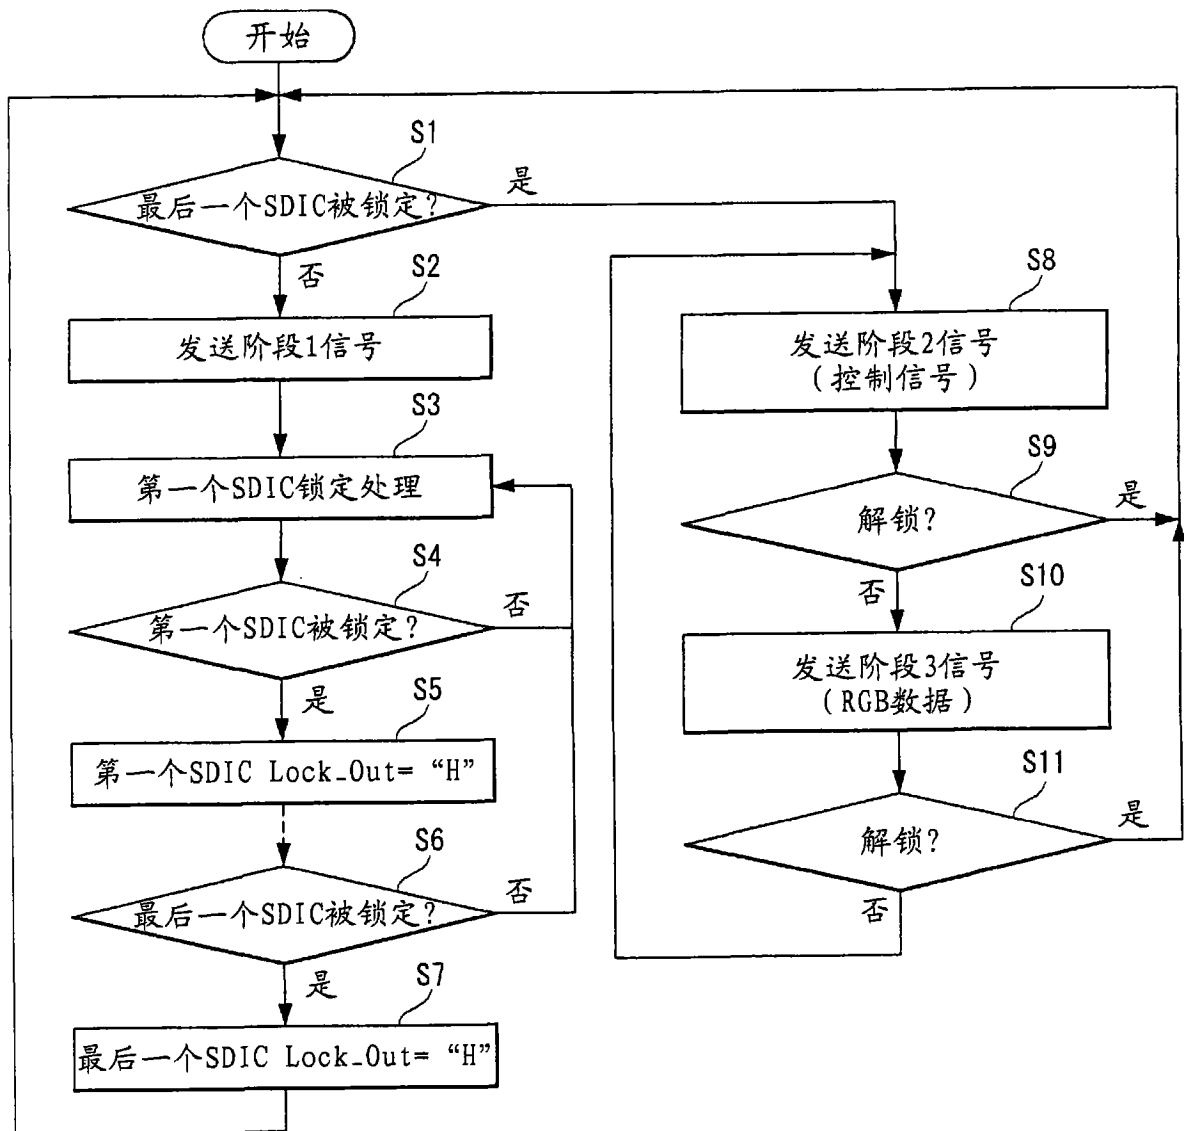 开始
S1
最后一个SDIC被锁定?
是
否
S2
发送阶段1信号
S3
第一个SDIC锁定处理
S4
第一个SDIC被锁定?
否
是
S5
第一个SDIC Lock_Out= “H”
S6
最后一个SDIC被锁定?
否
是
S7
最后一个SDIC Lock_Out= “H”
S8
发送阶段2信号
(控制信号)
S9
解锁?
是
否
S10
发送阶段3信号
(RGB数据)
S11
解锁?
是
否